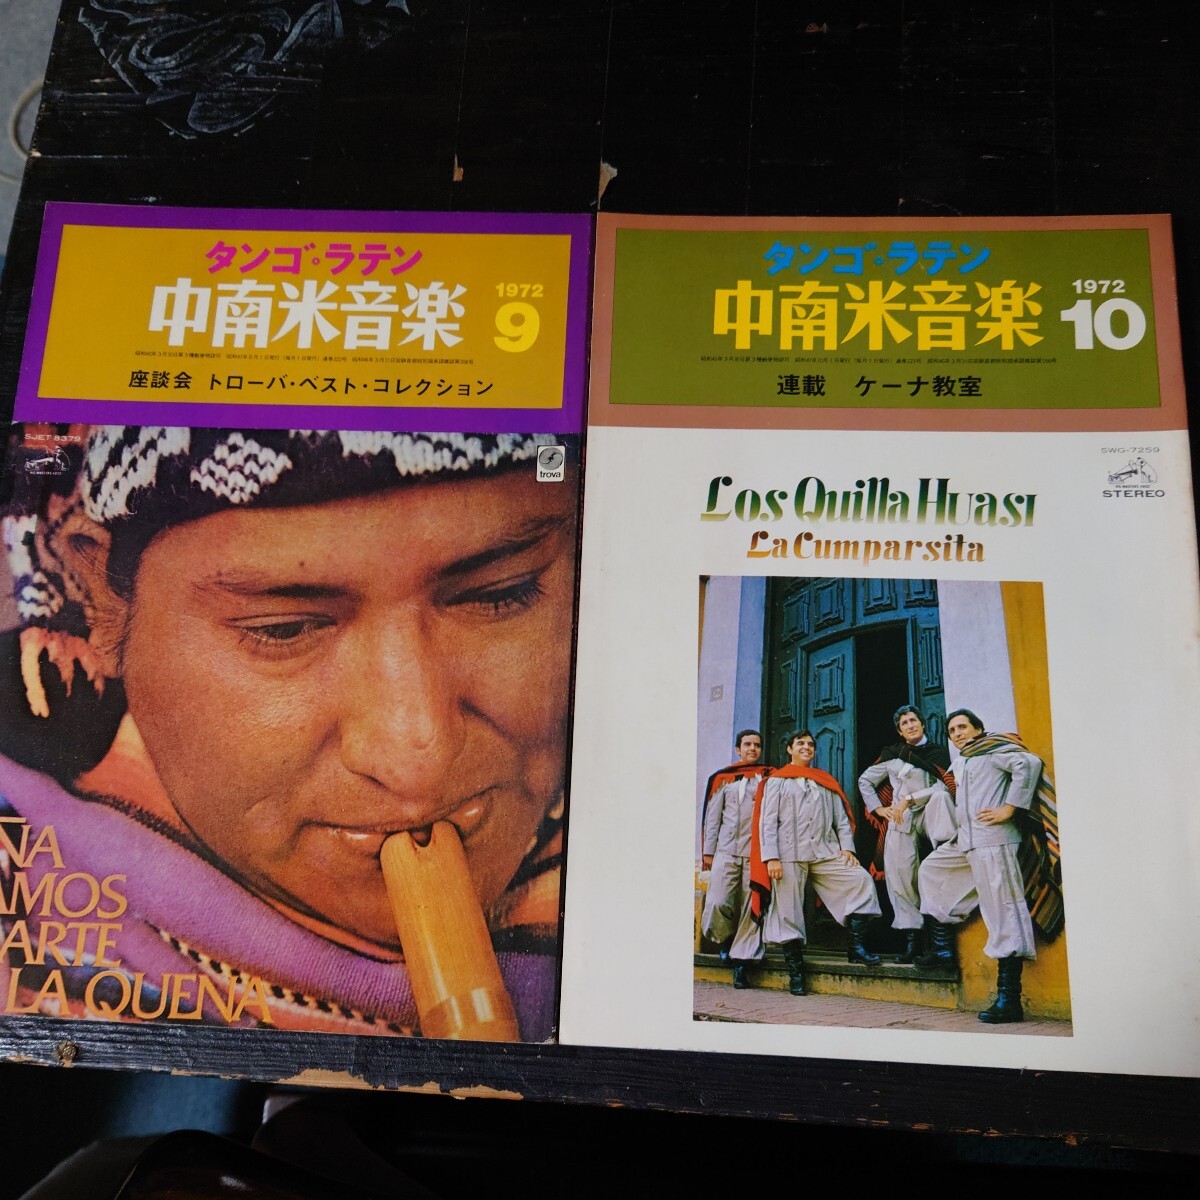 タンゴ・ラテン
中南米音楽
1972
9
座談会 トローバ・ベスト・コレクション
SJET 8379
trova
ÑA
AMOS
ARTE
LA QUENA
タンゴ・ラテン
中南米音楽
1972
10
連載 ケーナ教室
SWG-7259
STEREO
Los Quilla Huasi
La Cumparsita